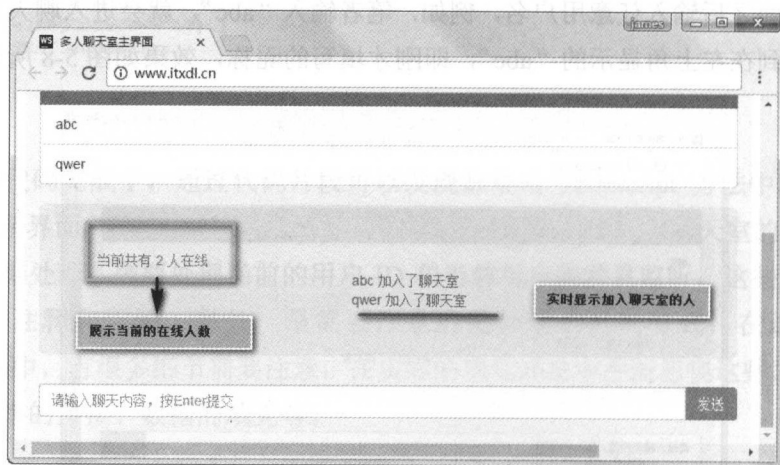 james
WS 多人聊天室主界面 ×
www.itxdl.cn
abc
qwer
当前共有 2 人在线
abc 加入了聊天室
qwer 加入了聊天室
实时显示加入聊天室的人
展示当前的在线人数
请输入聊天内容，按Enter提交
发送